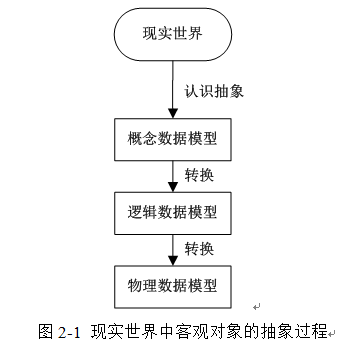 现实世界
认识抽象
概念数据模型
转换
逻辑数据模型
转换
物理数据模型
图 2-1 现实世界中客观对象的抽象过程